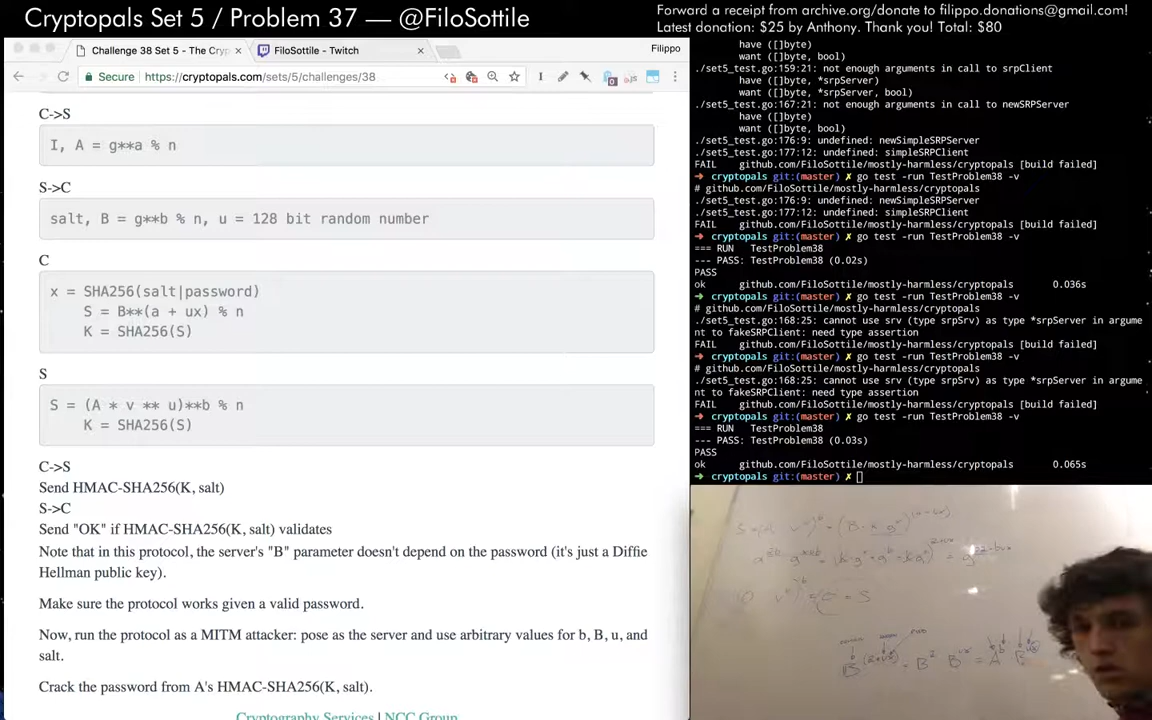 Cryptopals Set 5 / Problem 37 — @FiloSottile
Forward a receipt from archive.org/donate to filippo.donations@gmail.com!
Latest donation: $25 by Anthony. Thank you! Total: $80
Challenge 38 Set 5 - The Cry
FiloSottile - Twitch
Filippo
Secure
https://cryptopals.com/sets/5/challenges/38
C->S
I, A = g**a % n
S->C
salt, B = g**b % n, u = 128 bit random number
C
x = SHA256(salt|password)
S = B**(a + ux) % n
K = SHA256(S)
S
S = (A * v ** u)**b % n
K = SHA256(S)
C->S
Send HMAC-SHA256(K, salt)
S->C
Send "OK" if HMAC-SHA256(K, salt) validates
Note that in this protocol, the server's "B" parameter doesn't depend on the password (it's just a Diffie
Hellman public key).
Make sure the protocol works given a valid password.
Now, run the protocol as a MITM attacker: pose as the server and use arbitrary values for b, B, u, and
salt.
Crack the password from A's HMAC-SHA256(K, salt).
Cryptography Services | NCC Group
have ([]byte)
want ([]byte, bool)
./set5_test.go:159:21: not enough arguments in call to srpClient
have ([]byte, *srpServer)
want ([]byte, *srpServer, bool)
./set5_test.go:167:21: not enough arguments in call to newSRPServer
have ([]byte)
want ([]byte, bool)
./set5_test.go:176:9: undefined: newSimpleSRPServer
./set5_test.go:177:12: undefined: simpleSRPClient
FAIL github.com/FiloSottile/mostly-harmless/cryptopals [build failed]
➜ cryptopals git:(master) ✗ go test -run TestProblem38 -v
# github.com/FiloSottile/mostly-harmless/cryptopals
./set5_test.go:176:9: undefined: newSimpleSRPServer
./set5_test.go:177:12: undefined: simpleSRPClient
FAIL github.com/FiloSottile/mostly-harmless/cryptopals [build failed]
➜ cryptopals git:(master) ✗ go test -run TestProblem38 -v
=== RUN TestProblem38
--- PASS: TestProblem38 (0.02s)
PASS
ok github.com/FiloSottile/mostly-harmless/cryptopals 0.036s
➜ cryptopals git:(master) ✗ go test -run TestProblem38 -v
# github.com/FiloSottile/mostly-harmless/cryptopals
./set5_test.go:168:25: cannot use srv (type srpSrv) as type *srpServer in argume
nt to fakeSRPClient: need type assertion
FAIL github.com/FiloSottile/mostly-harmless/cryptopals [build failed]
➜ cryptopals git:(master) ✗ go test -run TestProblem38 -v
# github.com/FiloSottile/mostly-harmless/cryptopals
./set5_test.go:168:25: cannot use srv (type srpSrv) as type *srpServer in argume
nt to fakeSRPClient: need type assertion
FAIL github.com/FiloSottile/mostly-harmless/cryptopals [build failed]
➜ cryptopals git:(master) ✗ go test -run TestProblem38 -v
=== RUN TestProblem38
--- PASS: TestProblem38 (0.03s)
PASS
ok github.com/FiloSottile/mostly-harmless/cryptopals 0.065s
➜ cryptopals git:(master) ✗